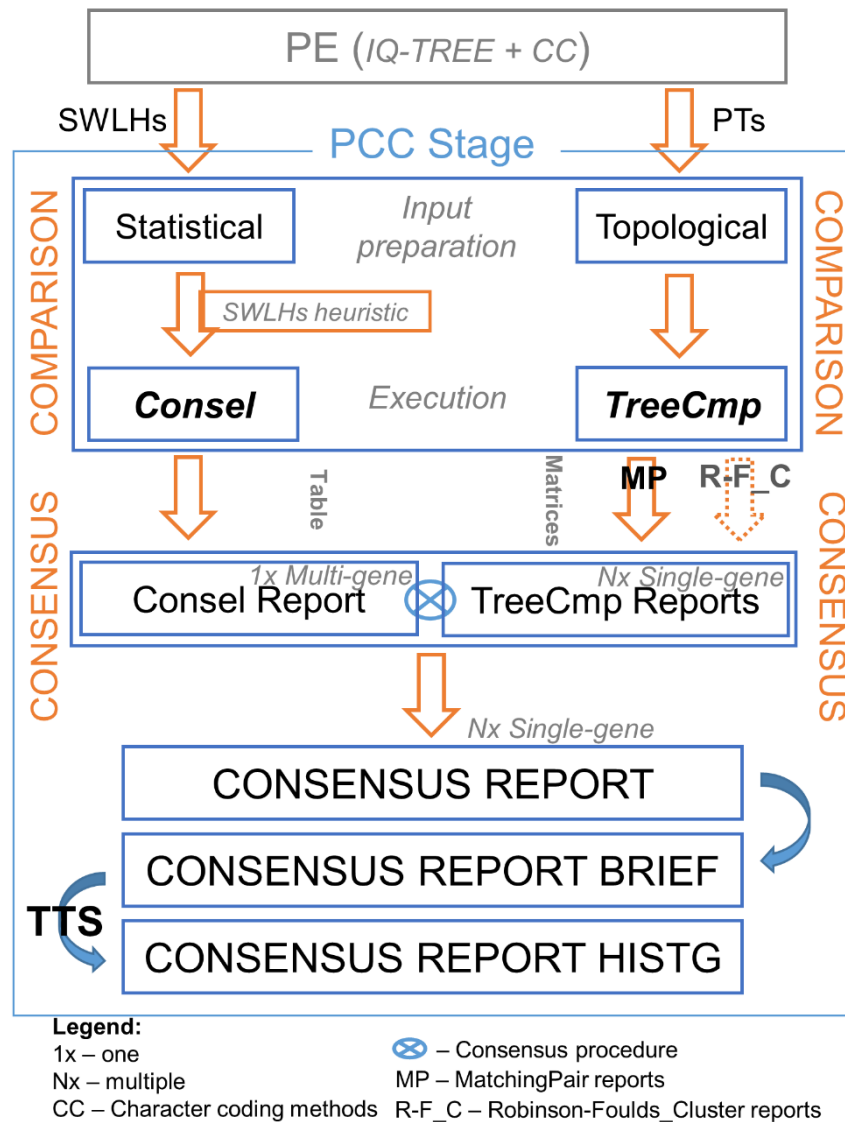 PE (IQ-TREE + CC)
SWLHs
PTs
PCC Stage
COMPARISON
COMPARISON
Statistical
Input
preparation
Topological
SWLHs heuristic
Consel
Execution
TreeCmp
Table
Matrices
MP
R-F_C
CONSENSUS
CONSENSUS
1x Multi-gene
Nx Single-gene
Consel Report
TreeCmp Reports
Nx Single-gene
CONSENSUS REPORT
CONSENSUS REPORT BRIEF
TTS
CONSENSUS REPORT HISTG
Legend:
1x – one
– Consensus procedure
Nx – multiple
MP – MatchingPair reports
CC – Character coding methods
R-F_C – Robinson-Foulds_Cluster reports